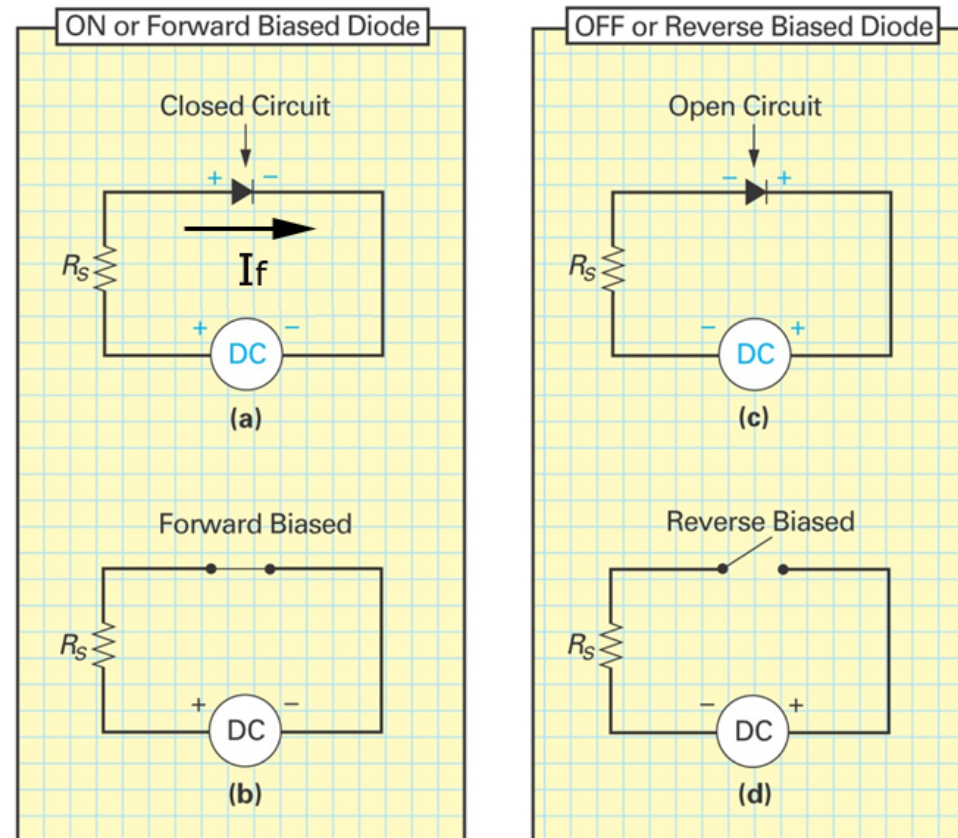 ON or Forward Biased Diode
Closed Circuit
+ −
If
RS
+ −
DC
(a)
Forward Biased
RS
+ −
DC
(b)
OFF or Reverse Biased Diode
Open Circuit
− +
RS
− +
DC
(c)
Reverse Biased
RS
− +
DC
(d)